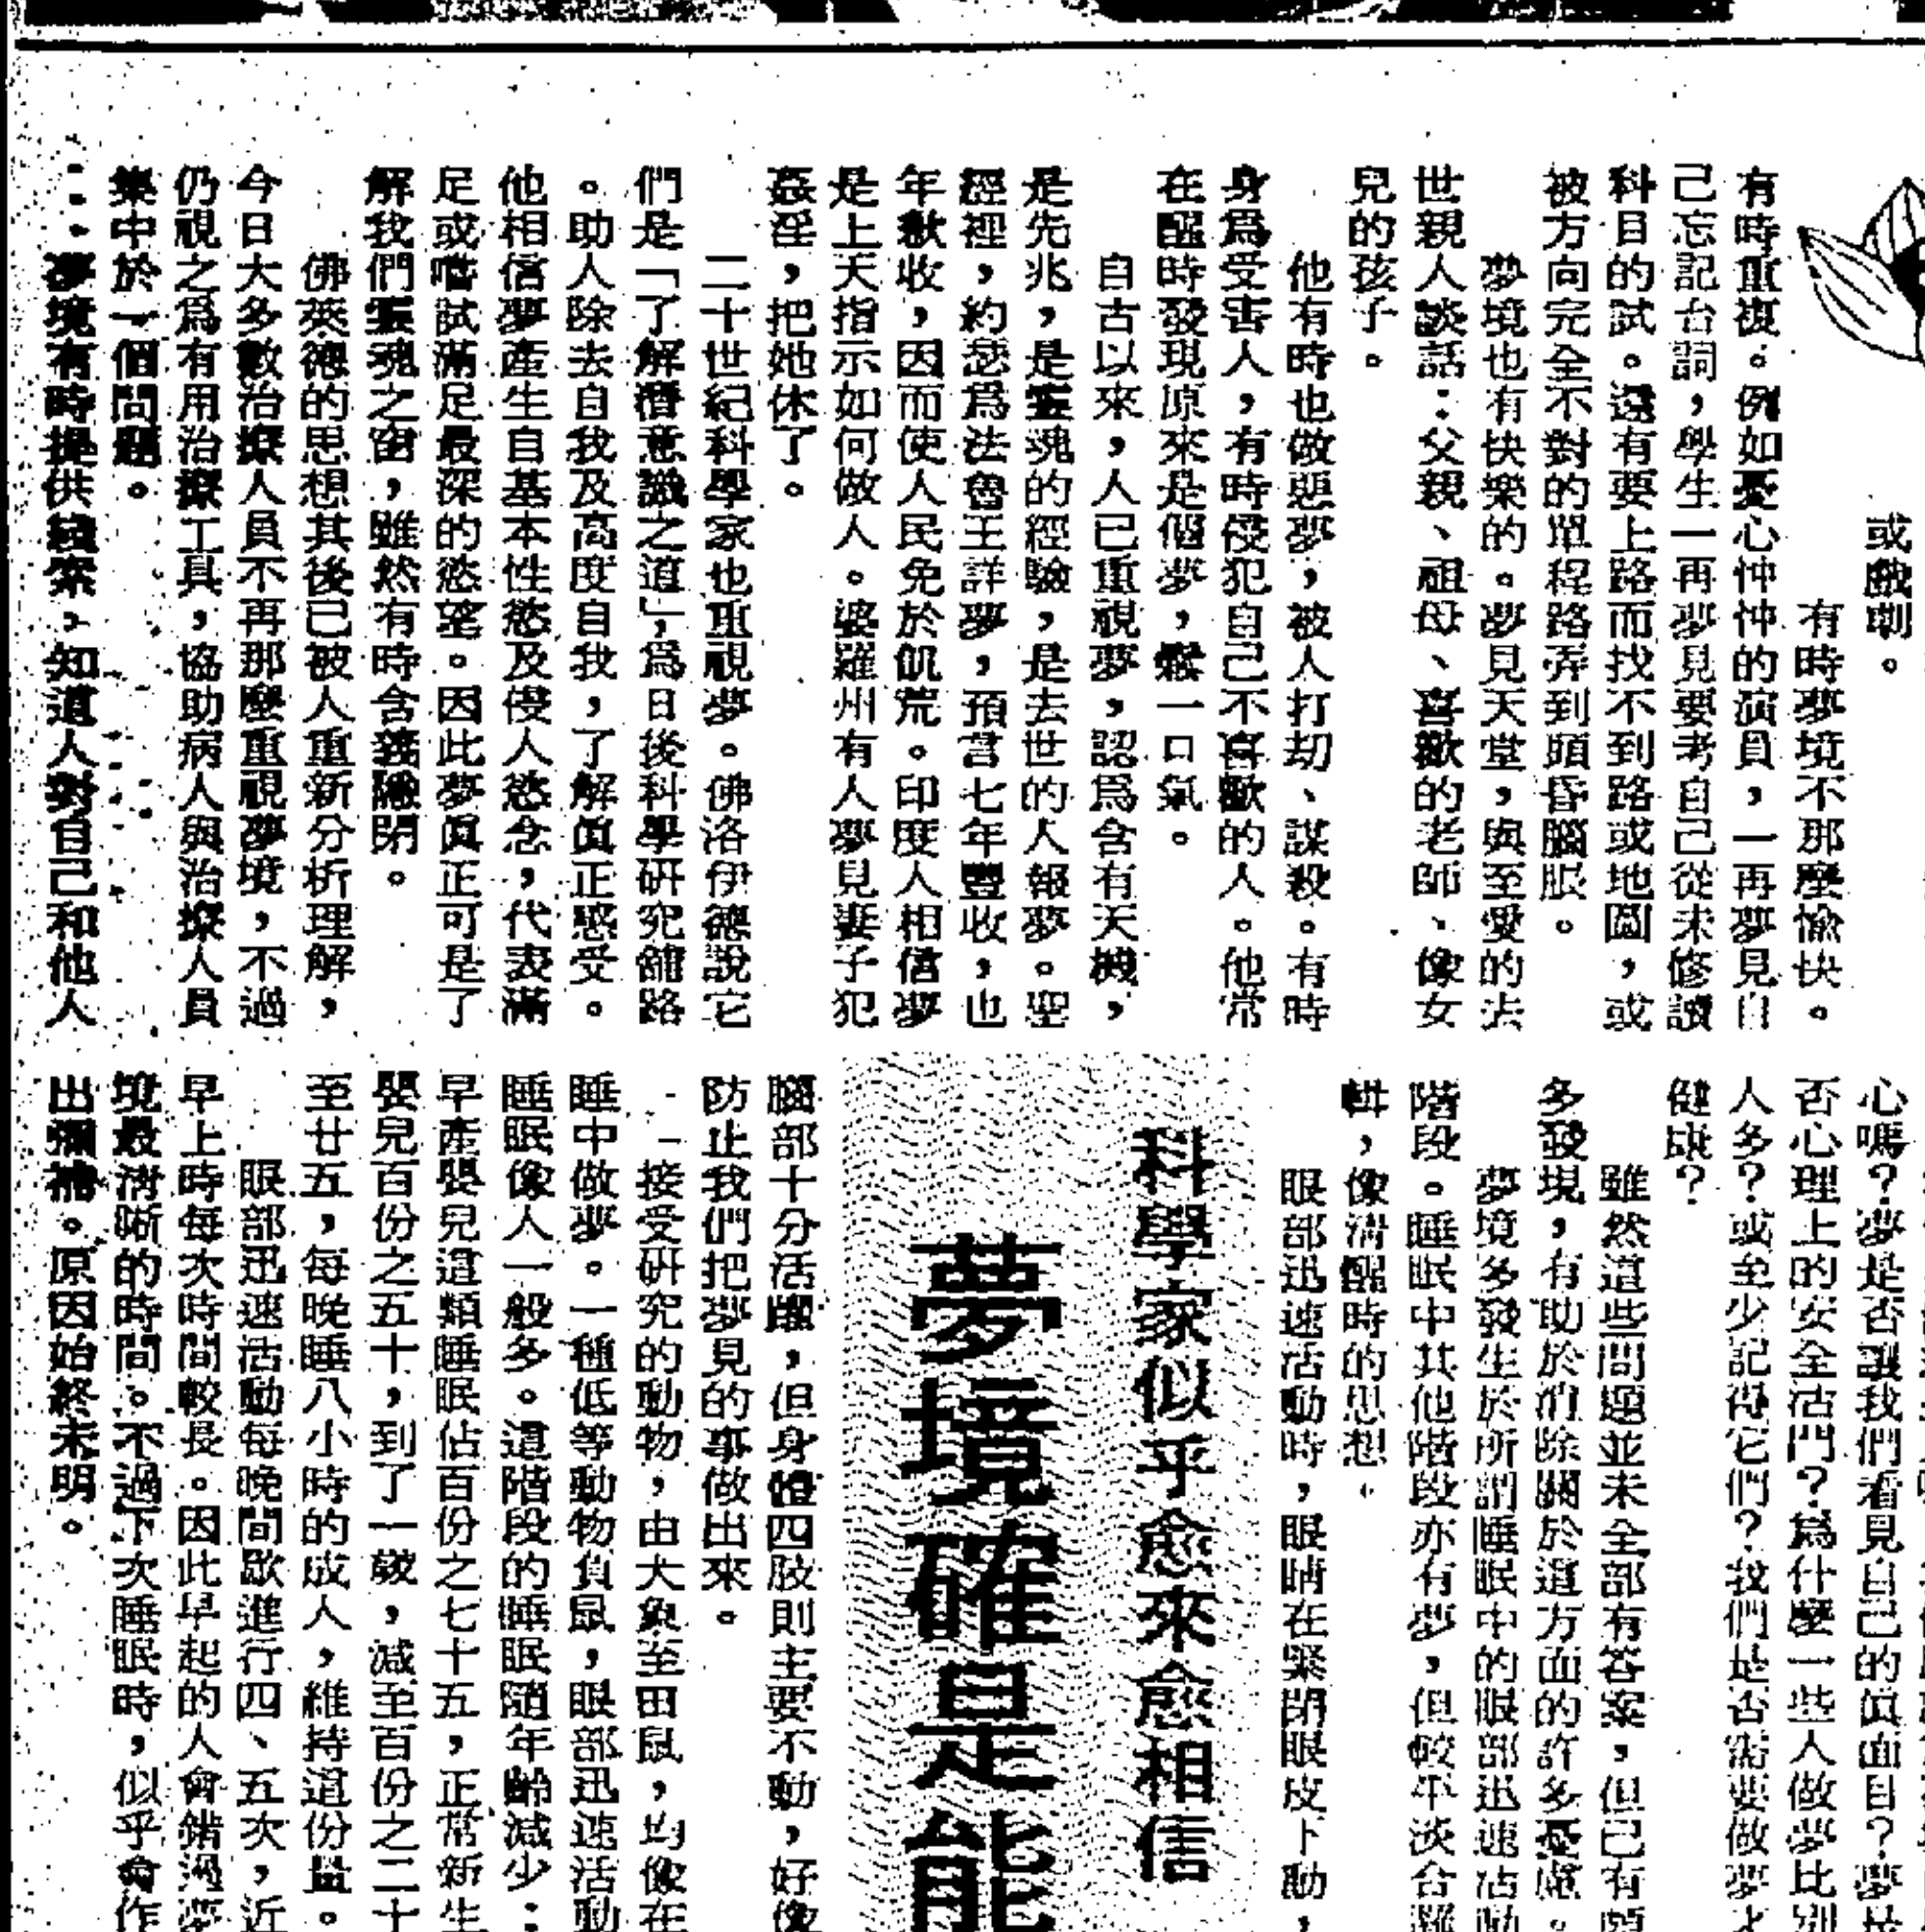 或戲劇。
有時夢境不那麼愉快。
有時重複。例如憂心忡忡的演員，一再夢見自
己忘記台詞，學生一再夢見要考自己從未修讀
科目的試。還有要上路而找不到路或地圖，或
被方向完全不對的單程路弄到頭昏腦脹。
夢境也有快樂的。夢見天堂，與至愛的去
世親人談話：父親、祖母、喜歡的老師、像女
兒的孩子。
他有時也做惡夢，被人打劫、謀殺。有時
身爲受害人，有時侵犯自己不喜歡的人。他常
在醒時發現原來是個夢，鬆一口氣。
自古以來，人已重視夢，認爲含有天機，
是先兆，是靈魂的經驗，是去世的人報夢。聖
經裡，約瑟爲法魯王詳夢，預言七年豐收，也
年歉收，因而使人民免於飢荒。印度人相信夢
是上天指示如何做人。婆羅州有人夢見妻子犯
姦淫，把她休了。
二十世紀科學家也重視夢。佛洛伊德說它
們是「了解潛意識之道」，爲日後科學研究舖路
。助人除去自我及高度自我，了解眞正感受。
他相信夢產生自基本性慾及侵人慾念，代表滿
足或嚐試滿足最深的慾望。因此夢眞正可是了
解我們靈魂之窗，雖然有時含義隱閉。
佛萊德的思想其後已被人重新分析理解，
今日大多數治療人員不再那麼重視夢境，不過
仍視之爲有用治療工具，協助病人與治療人員
集中於一個問題。
：：夢境有時提供綫索，知道人對自己和他人
心嗎？夢是否讓我們看見自己的眞面目？夢是
否心理上的安全活門？爲什麼一些人做夢比別
人多？或至少記得它們？我們是否需要做夢才
健康？
雖然這些問題並未全部有答案，但已有頗
多發現，有助於消除關於這方面的許多憂慮。
夢境多發生於所謂睡眠中的眼部迅速活動
階段。睡眠中其他階段亦有夢，但較平淡合邏
輯，像清醒時的思想。
眼部迅速活動時，眼睛在緊閉眼皮下動，
科學家似乎愈來愈相信
夢境確是能
腦部十分活躍，但身體四肢則主要不動，好像
防止我們把夢見的事做出來。
接受研究的動物，由大象至田鼠，均像在
睡中做夢。一種低等動物負鼠，眼部迅速活動
睡眠像人一般多。這階段的睡眠隨年齡減少：
早產嬰兒這類睡眠佔百份之七十五，正常新生
嬰兒百份之五十，到了一歲，減至百份之二十
至廿五，每晚睡八小時的成人，維持這份量。
眼部迅速活動每晚間歇進行四、五次，近
早上時每次時間較長。因此早起的人會錯過夢
境最清晰的時間。不過下次睡眠時，似乎會作
出彌補。原因始終未明。